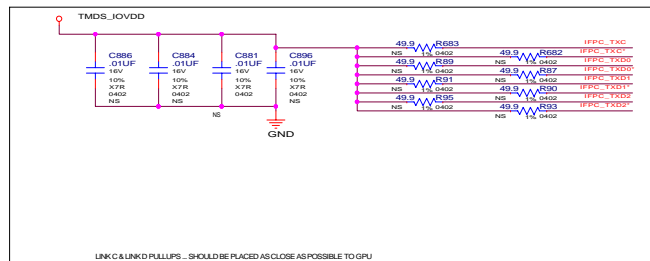 TMDS_IOVDD
C886
.01UF
16V
10%
X7R
0402
NS
C884
.01UF
16V
10%
X7R
0402
NS
C881
.01UF
16V
10%
X7R
0402
NS
C896
.01UF
16V
10%
X7R
0402
NS
GND
49.9 R683 IFPC_TXC
NS 1% 0402
49.9 R682 IFPC_TXC*
NS 1% 0402
49.9 R89 IFPC_TXD0
NS 1% 0402
49.9 R87 IFPC_TXD0*
NS 1% 0402
49.9 R91 IFPC_TXD1
NS 1% 0402
49.9 R90 IFPC_TXD1*
NS 1% 0402
49.9 R95 IFPC_TXD2
NS 1% 0402
49.9 R93 IFPC_TXD2*
NS 1% 0402
LINK C & LINK D PULLUPS _ SHOULD BE PLACED AS CLOSE AS POSSIBLE TO GPU